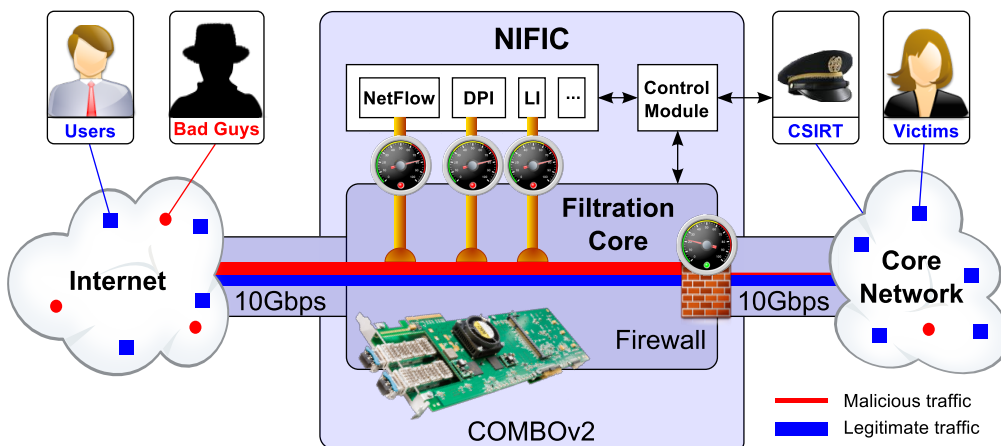 NIFIC
NetFlow
DPI
LI
...
Control
Module
Users
Bad Guys
CSIRT
Victims
Filtration
Core
Internet
10Gbps
10Gbps
Core
Network
Firewall
COMBOv2
Malicious traffic
Legitimate traffic